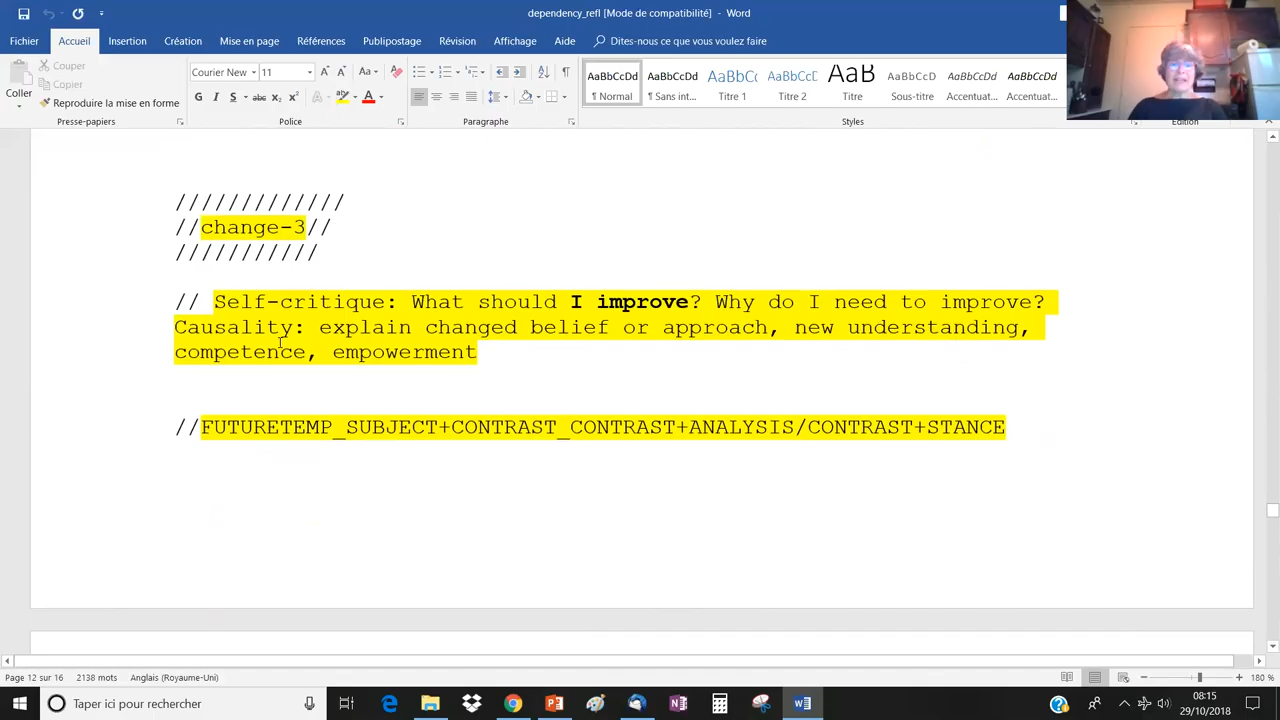 dependency_refl [Mode de compatibilité] - Word
Fichier Accueil Insertion Création Mise en page Références Publipostage Révision Affichage Aide Dites-nous ce que vous voulez faire
Coller
Couper
Copier
Reproduire la mise en forme
Presse-papiers
Courier New 11
G I S abc x₂ x²
Police
Paragraphe
AaBbCcDd AaBbCcDd AaBbCc AaBbCcD AaB AaBbCcD AaBbCcDd AaBbCcDd
¶ Normal ¶ Sans int... Titre 1 Titre 2 Titre Sous-titre Accentuat... Accentuat...
Styles
Edition
/////////////
//change-3//
///////////
// Self-critique: What should I improve? Why do I need to improve?
Causality: explain changed belief or approach, new understanding,
competence, empowerment
//FUTURETEMP_SUBJECT+CONTRAST_CONTRAST+ANALYSIS/CONTRAST+STANCE
Page 12 sur 16 2138 mots Anglais (Royaume-Uni) 180 %
Taper ici pour rechercher
08:15
29/10/2018